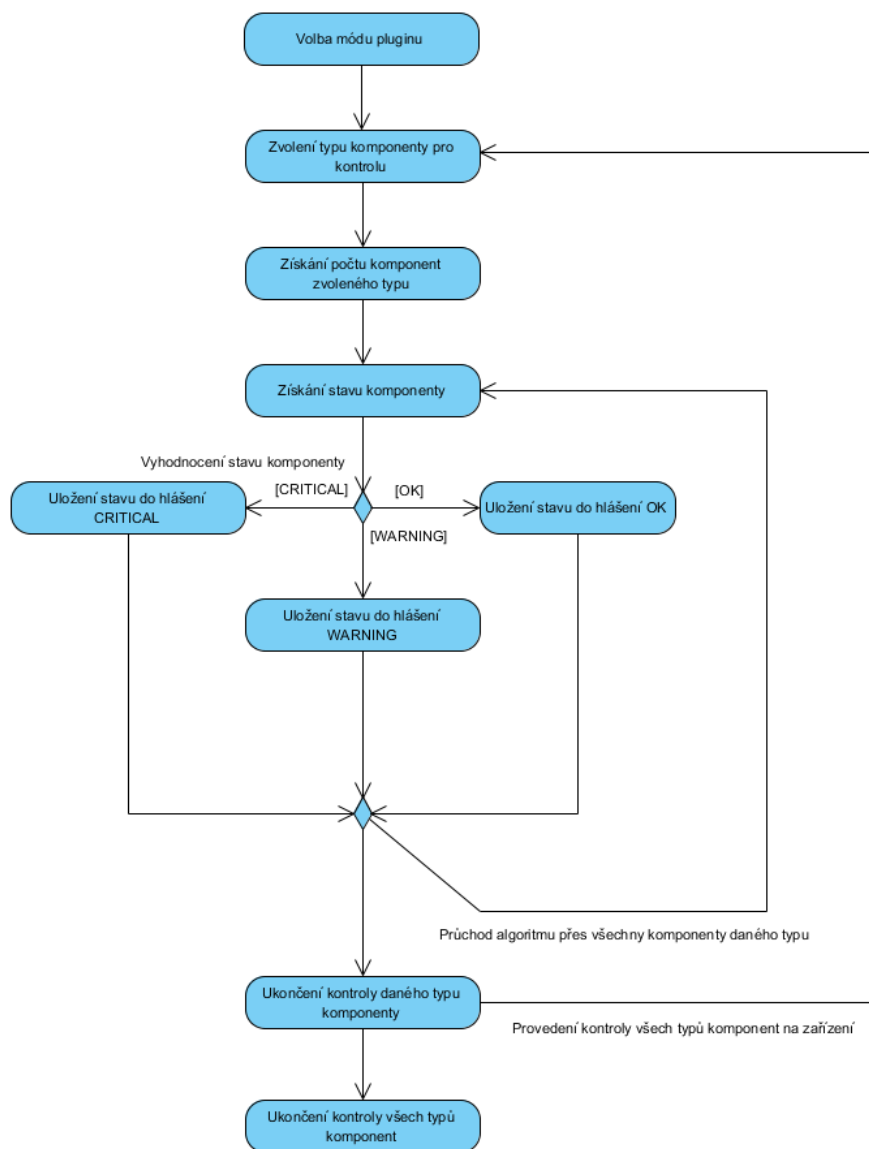 Volba módu pluginu
Zvolení typu komponenty pro
kontrolu
Získání počtu komponent
zvoleného typu
Získání stavu komponenty
Vyhodnocení stavu komponenty
[CRITICAL]
[OK]
Uložení stavu do hlášení
CRITICAL
Uložení stavu do hlášení OK
[WARNING]
Uložení stavu do hlášení
WARNING
Průchod algoritmu přes všechny komponenty daného typu
Ukončení kontroly daného typu
komponenty
Provedení kontroly všech typů komponent na zařízení
Ukončení kontroly všech typů
komponent